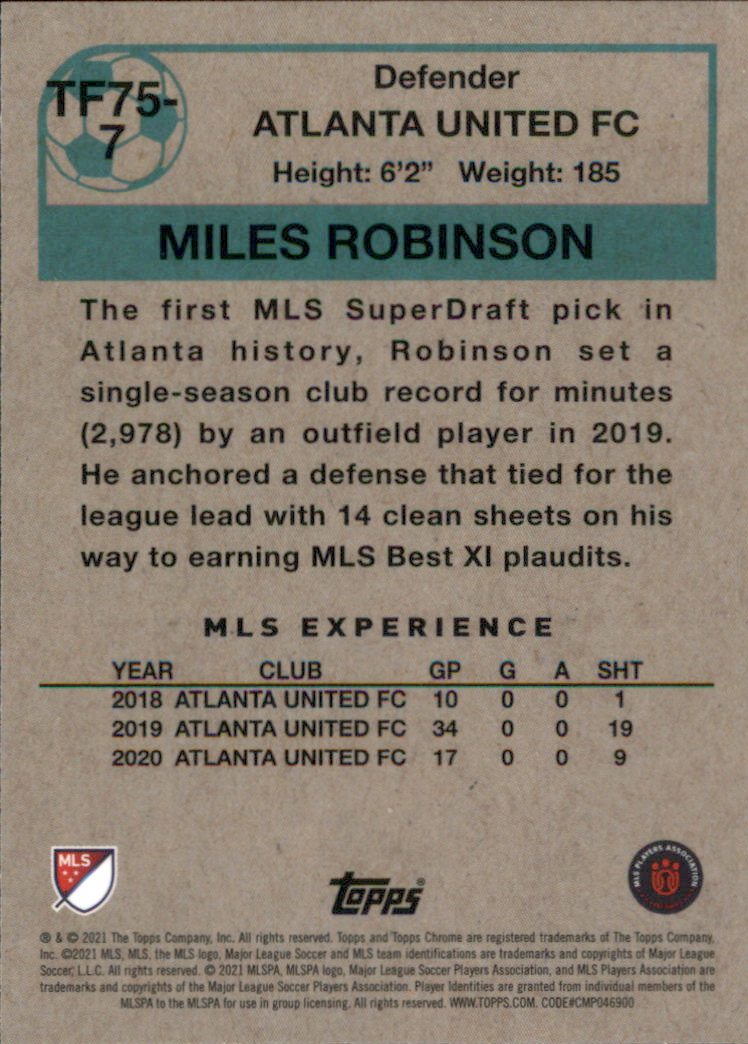 TF75-
7
Defender
ATLANTA UNITED FC
Height: 6'2” Weight: 185
MILES ROBINSON
The first MLS SuperDraft pick in
Atlanta history, Robinson set a
single-season club record for minutes
(2,978) by an outfield player in 2019.
He anchored a defense that tied for the
league lead with 14 clean sheets on his
way to earning MLS Best XI plaudits.
MLS EXPERIENCE
YEAR CLUB GP G A SHT
2018 ATLANTA UNITED FC 10 0 0 1
2019 ATLANTA UNITED FC 34 0 0 19
2020 ATLANTA UNITED FC 17 0 0 9
MLS
Topps®
MLS PLAYERS ASSOCIATION
® & © 2021 The Topps Company, Inc. All rights reserved. Topps and Topps Chrome are registered trademarks of The Topps Company,
Inc. ©2021 MLS, MLS, the MLS logo, Major League Soccer and MLS team identifications are trademarks and copyrights of Major League
Soccer, L.L.C. All rights reserved. © 2021 MLSPA, MLSPA logo, Major League Soccer Players Association, and MLS Players Association are
trademarks and copyrights of the Major League Soccer Players Association. Player Identities are granted from individual members of the
MLSPA to the MLSPA for use in group licensing. All rights reserved. WWW.TOPPS.COM. CODE#CMP046900